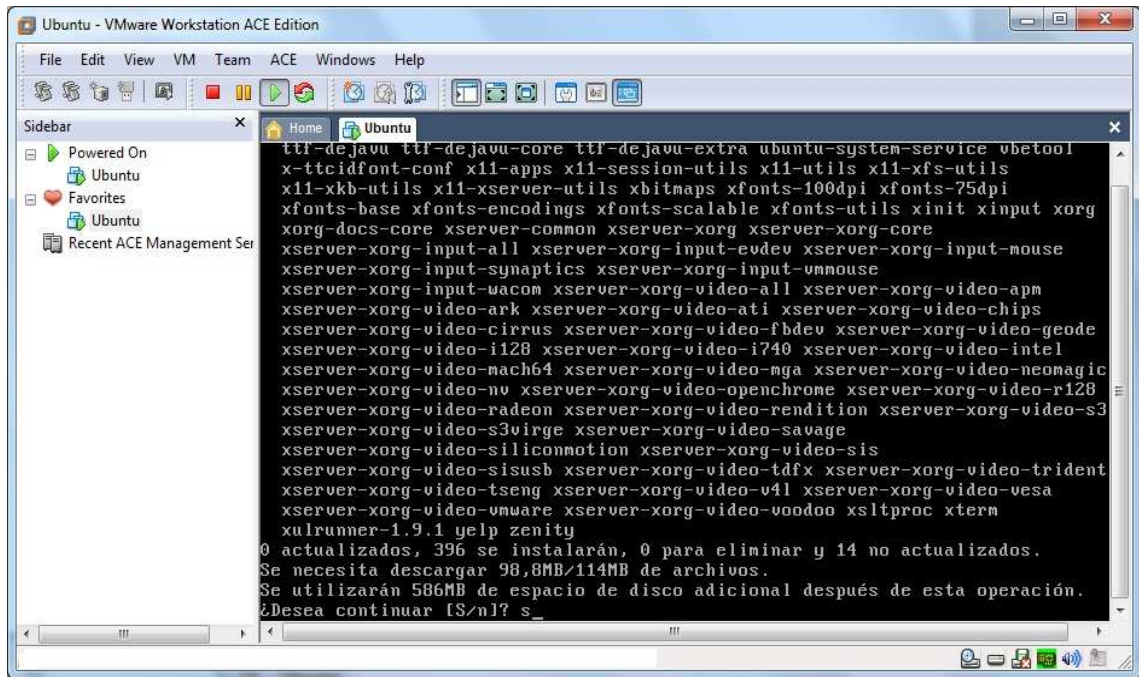 Ubuntu - VMware Workstation ACE Edition
File Edit View VM Team ACE Windows Help
Sidebar x
Powered On
Ubuntu
Favorites
Ubuntu
Recent ACE Management Ser
Home Ubuntu
ttf-dejavu ttf-dejavu-core ttf-dejavu-extra ubuntu-system-service vbetool
x-ttcidfont-conf x11-apps x11-session-utils x11-utils x11-xfs-utils
x11-xkb-utils x11-xserver-utils xbitmaps xfonts-100dpi xfonts-75dpi
xfonts-base xfonts-encodings xfonts-scalable xfonts-utils xinit xinput xorg
xorg-docs-core xserver-common xserver-xorg xserver-xorg-core
xserver-xorg-input-all xserver-xorg-input-evdev xserver-xorg-input-mouse
xserver-xorg-input-synaptics xserver-xorg-input-vmmouse
xserver-xorg-input-wacom xserver-xorg-video-all xserver-xorg-video-apm
xserver-xorg-video-ark xserver-xorg-video-ati xserver-xorg-video-chips
xserver-xorg-video-cirrus xserver-xorg-video-fbdev xserver-xorg-video-geode
xserver-xorg-video-i128 xserver-xorg-video-i740 xserver-xorg-video-intel
xserver-xorg-video-mach64 xserver-xorg-video-mga xserver-xorg-video-neomagic
xserver-xorg-video-nv xserver-xorg-video-openchrome xserver-xorg-video-r128
xserver-xorg-video-radeon xserver-xorg-video-rendition xserver-xorg-video-s3
xserver-xorg-video-s3virge xserver-xorg-video-savage
xserver-xorg-video-siliconmotion xserver-xorg-video-sis
xserver-xorg-video-sisusb xserver-xorg-video-tdfx xserver-xorg-video-trident
xserver-xorg-video-tseng xserver-xorg-video-v4l xserver-xorg-video-vesa
xserver-xorg-video-vmware xserver-xorg-video-voodoo xsltproc xterm
xulrunner-1.9.1 yelp zenity
0 actualizados, 396 se instalarán, 0 para eliminar y 14 no actualizados.
Se necesita descargar 98,8MB/114MB de archivos.
Se utilizarán 586MB de espacio de disco adicional después de esta operación.
¿Desea continuar [S/n]? s_